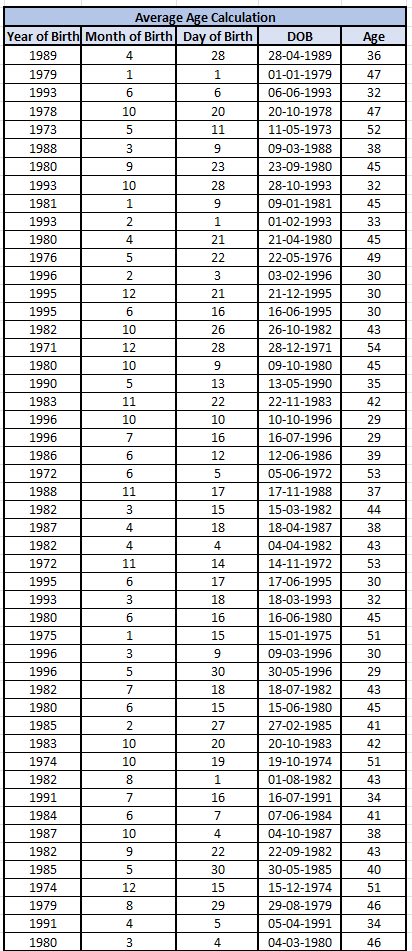 Average Age Calculation
Year of Birth Month of Birth Day of Birth DOB Age
1989 4 28 28-04-1989 36
1979 1 1 01-01-1979 47
1993 6 6 06-06-1993 32
1978 10 20 20-10-1978 47
1973 5 11 11-05-1973 52
1988 3 9 09-03-1988 38
1980 9 23 23-09-1980 45
1993 10 28 28-10-1993 32
1981 1 9 09-01-1981 45
1993 2 1 01-02-1993 33
1980 4 21 21-04-1980 45
1976 5 22 22-05-1976 49
1996 2 3 03-02-1996 30
1995 12 21 21-12-1995 30
1995 6 16 16-06-1995 30
1982 10 26 26-10-1982 43
1971 12 28 28-12-1971 54
1980 10 9 09-10-1980 45
1990 5 13 13-05-1990 35
1983 11 22 22-11-1983 42
1996 10 10 10-10-1996 29
1996 7 16 16-07-1996 29
1986 6 12 12-06-1986 39
1972 6 5 05-06-1972 53
1988 11 17 17-11-1988 37
1982 3 15 15-03-1982 44
1987 4 18 18-04-1987 38
1982 4 4 04-04-1982 43
1972 11 14 14-11-1972 53
1995 6 17 17-06-1995 30
1993 3 18 18-03-1993 32
1980 6 16 16-06-1980 45
1975 1 15 15-01-1975 51
1996 3 9 09-03-1996 30
1996 5 30 30-05-1996 29
1982 7 18 18-07-1982 43
1980 6 15 15-06-1980 45
1985 2 27 27-02-1985 41
1983 10 20 20-10-1983 42
1974 10 19 19-10-1974 51
1982 8 1 01-08-1982 43
1991 7 16 16-07-1991 34
1984 6 7 07-06-1984 41
1987 10 4 04-10-1987 38
1982 9 22 22-09-1982 43
1985 5 30 30-05-1985 40
1974 12 15 15-12-1974 51
1979 8 29 29-08-1979 46
1991 4 5 05-04-1991 34
1980 3 4 04-03-1980 46